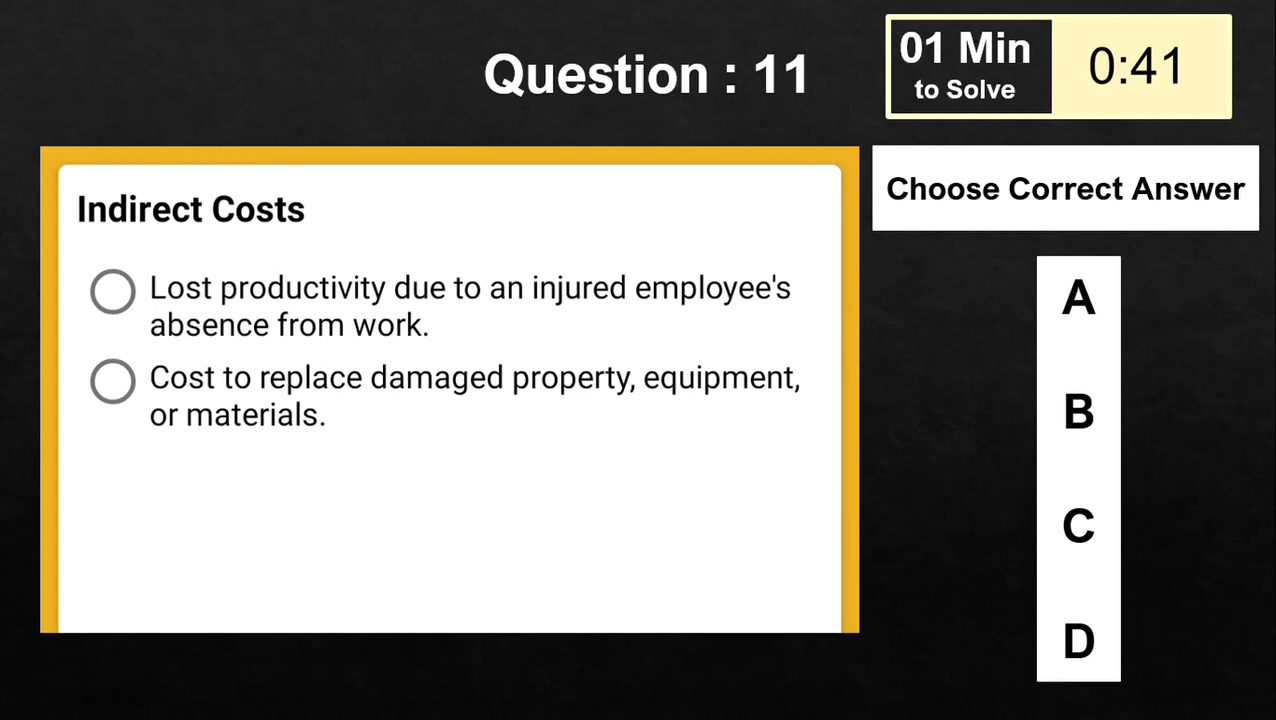 Question : 11
01 Min
to Solve
0:41
Indirect Costs
Lost productivity due to an injured employee's
absence from work.
Cost to replace damaged property, equipment,
or materials.
Choose Correct Answer
A
B
C
D